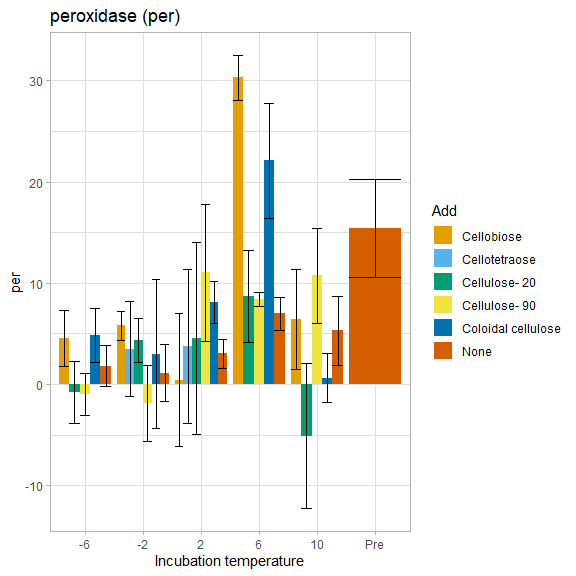 peroxidase (per)
per
30
20
10
0
-10
-6
-2
2
6
10
Pre
Incubation temperature
Add
Cellobiose
Cellotetraose
Cellulose- 20
Cellulose- 90
Coloidal cellulose
None